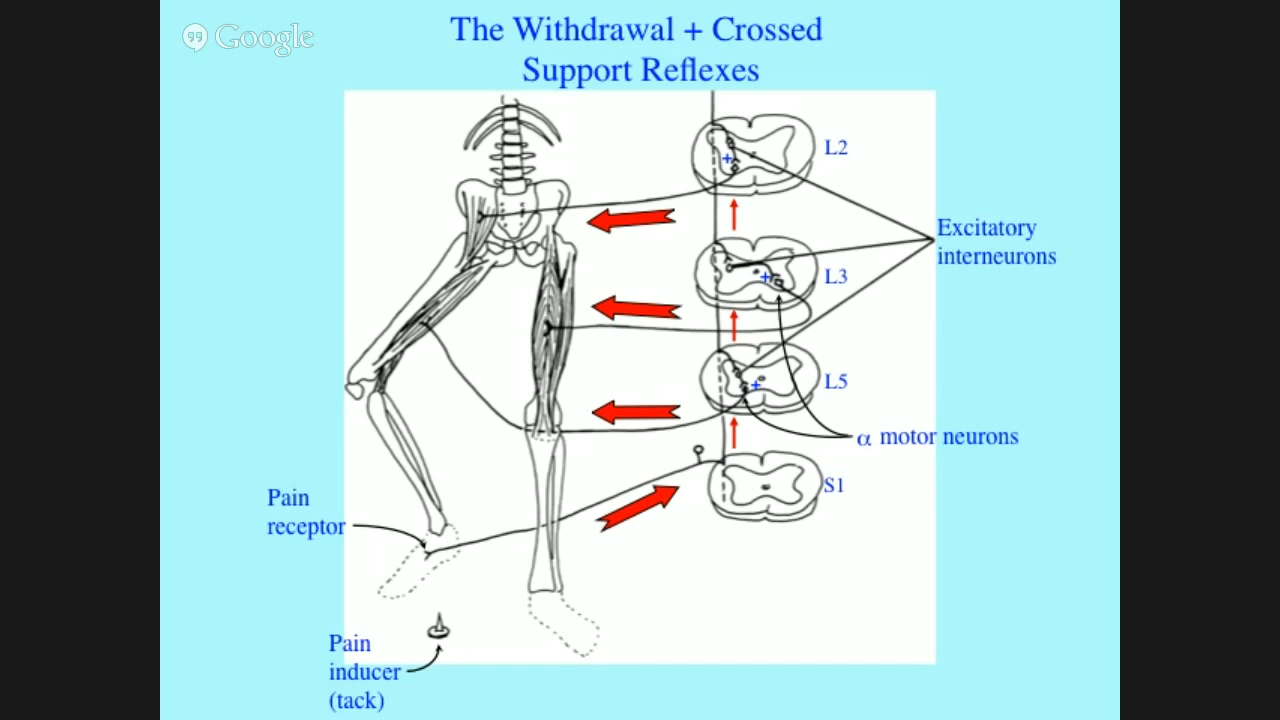 Google
The Withdrawal + Crossed
Support Reflexes
L2
+
Excitatory
interneurons
L3
+
L5
+
α motor neurons
S1
Pain
receptor
Pain
inducer
(tack)